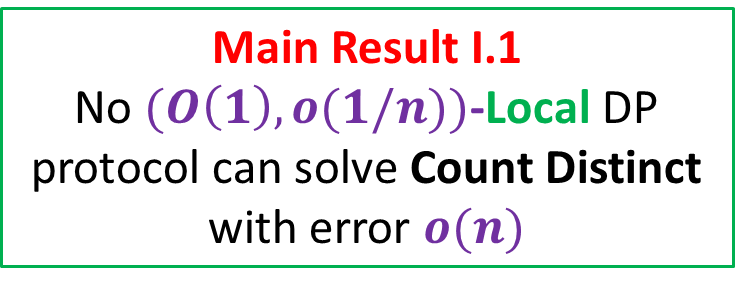 Main Result I.1
No (O(1), o(1/n))-Local DP
protocol can solve Count Distinct
with error o(n)